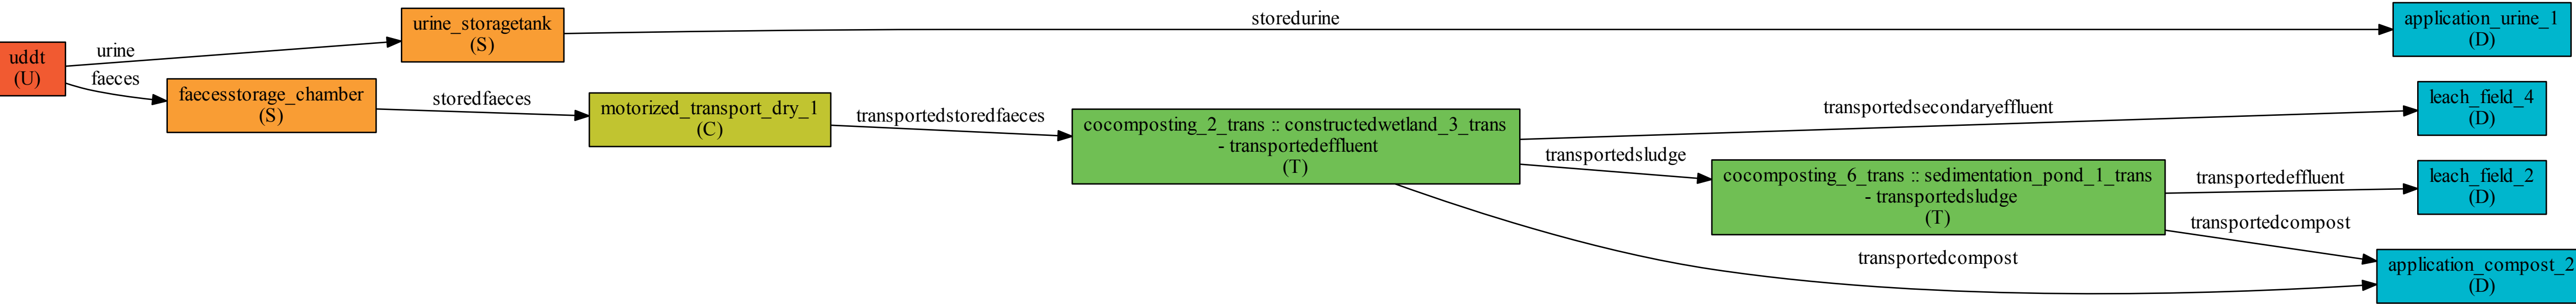 uddt
(U)
urine
faeces
urine_storagetank
(S)
faecesstorage_chamber
(S)
storedurine
storedfaeces
motorized_transport_dry_1
(C)
transportedstoredfaeces
cocomposting_2_trans :: constructedwetland_3_trans
- transportedeffluent
(T)
transportedsecondaryeffluent
transportedsludge
cocomposting_6_trans :: sedimentation_pond_1_trans
- transportedsludge
(T)
transportedeffluent
transportedcompost
transportedcompost
application_urine_1
(D)
leach_field_4
(D)
leach_field_2
(D)
application_compost_2
(D)